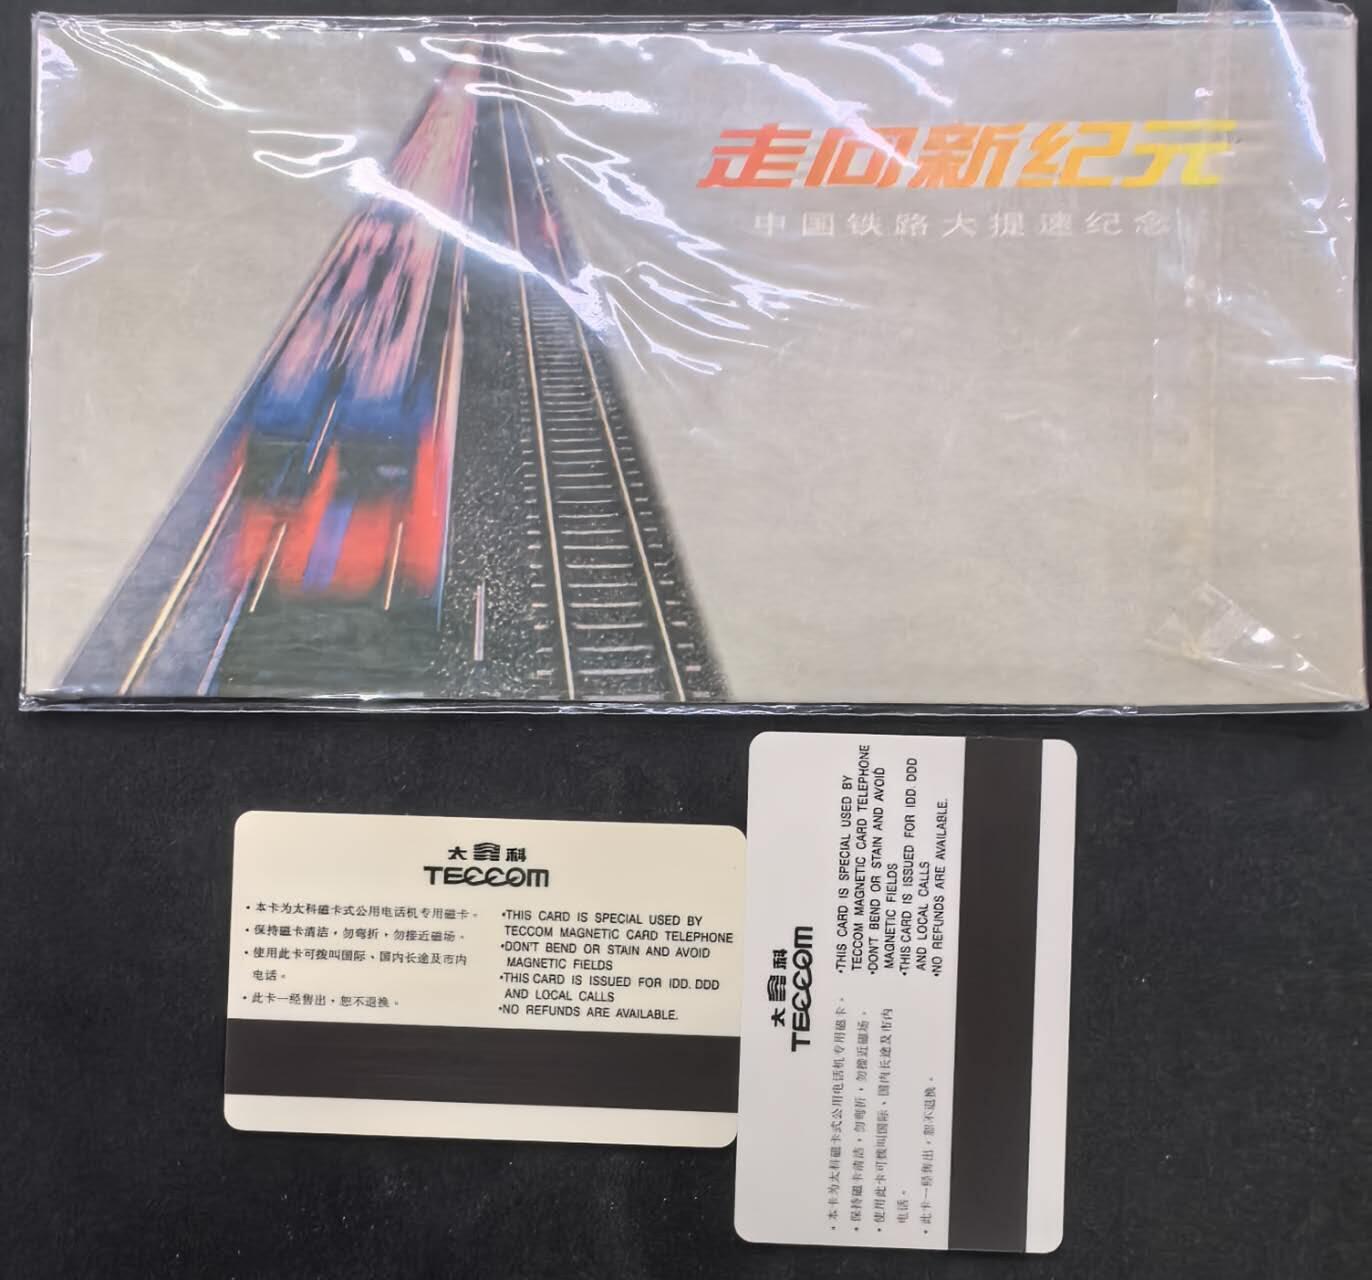 走向新纪元
中国铁路大提速纪念
太科
TECCOM
·本卡为太科磁卡式公用电话机专用磁卡。
·保持磁卡清洁，勿弯折，勿接近磁场。
·使用此卡可拨叫国际、国内长途及市内
电话。
·此卡一经售出，恕不退换。
·THIS CARD IS SPECIAL USED BY
TECCOM MAGNETIC CARD TELEPHONE
·DON'T BEND OR STAIN AND AVOID
MAGNETIC FIELDS
·THIS CARD IS ISSUED FOR IDD. DDD
AND LOCAL CALLS
·NO REFUNDS ARE AVAILABLE.
太科
TECCOM
·本卡为太科磁卡式公用电话机专用磁卡。
·保持磁卡清洁，勿弯折，勿接近磁场。
·使用此卡可拨叫国际、国内长途及市内
电话。
·此卡一经售出，恕不退换。
·THIS CARD IS SPECIAL USED BY
TECCOM MAGNETIC CARD TELEPHONE
·DON'T BEND OR STAIN AND AVOID
MAGNETIC FIELDS
·THIS CARD IS ISSUED FOR IDD. DDD
AND LOCAL CALLS
·NO REFUNDS ARE AVAILABLE.